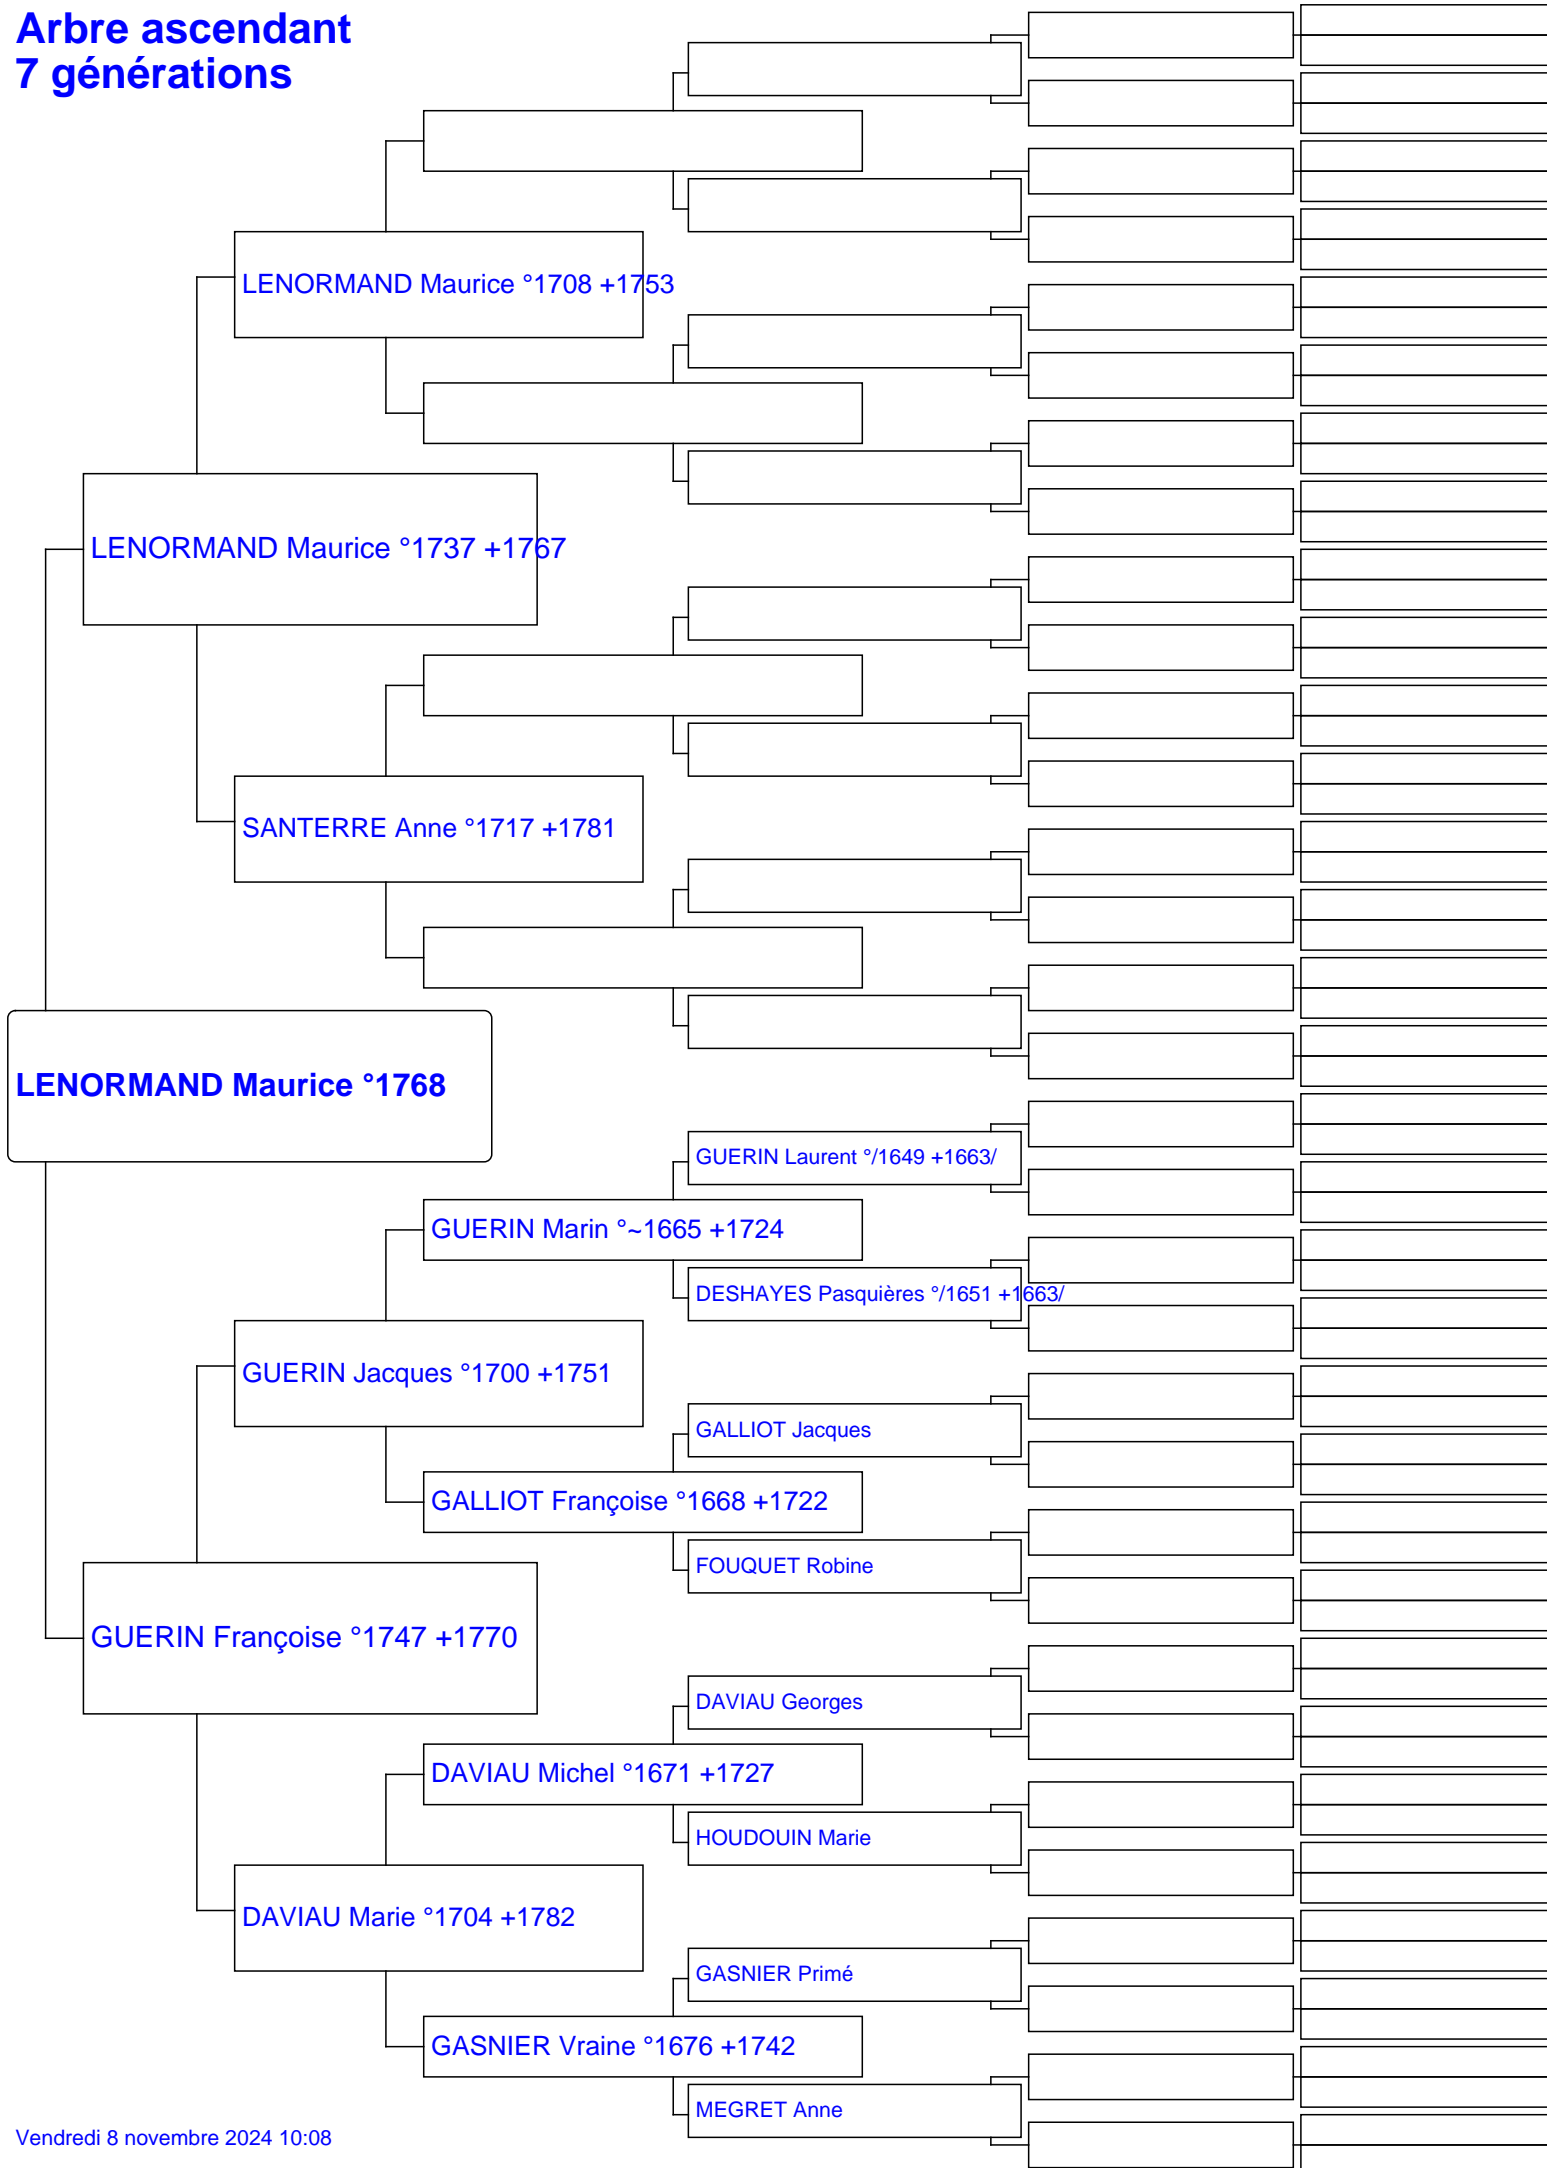 Arbre ascendant
7 générations
LENORMAND Maurice °1708 +1753
LENORMAND Maurice °1737 +1767
SANTERRE Anne °1717 +1781
LENORMAND Maurice °1768
GUERIN Laurent °/1649 +1663/
GUERIN Marin °~1665 +1724
DESHAYES Pasquières °/1651 +1663/
GUERIN Jacques °1700 +1751
GALLIOT Jacques
GALLIOT Françoise °1668 +1722
FOUQUET Robine
GUERIN Françoise °1747 +1770
DAVIAU Georges
DAVIAU Michel °1671 +1727
HOUDOUIN Marie
DAVIAU Marie °1704 +1782
GASNIER Primé
GASNIER Vraine °1676 +1742
MEGRET Anne
Vendredi 8 novembre 2024 10:08